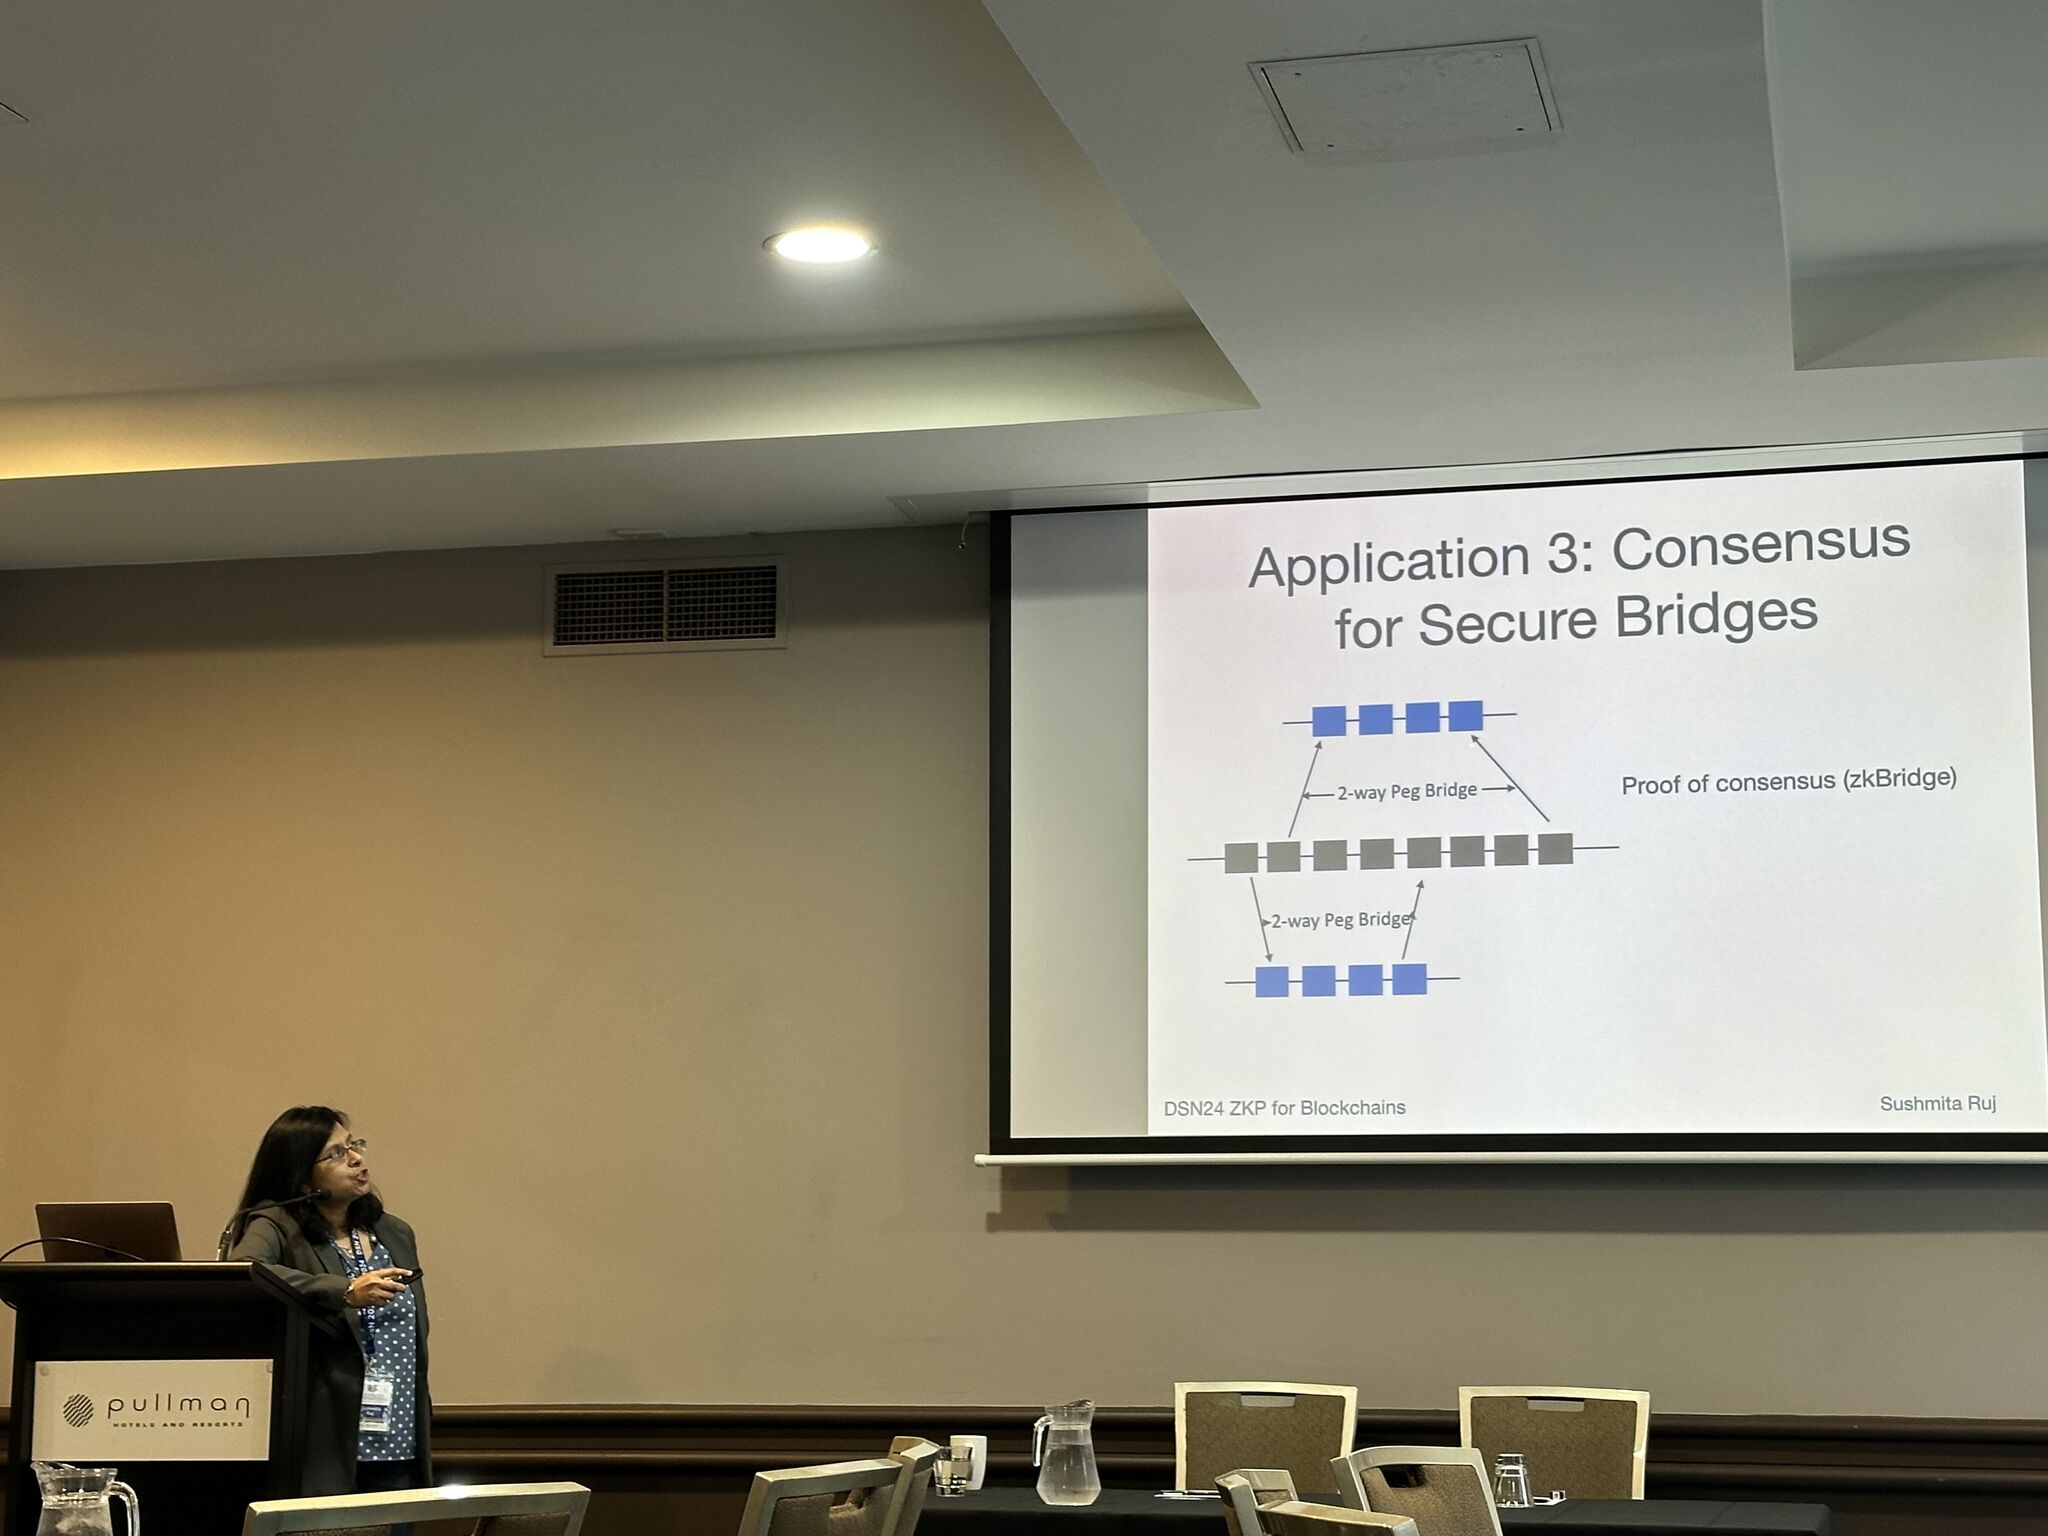 Application 3: Consensus
for Secure Bridges
2-way Peg Bridge
Proof of consensus (zkBridge)
2-way Peg Bridge
DSN24 ZKP for Blockchains
Sushmita Ruj
pullman
HOTELS AND RESORTS